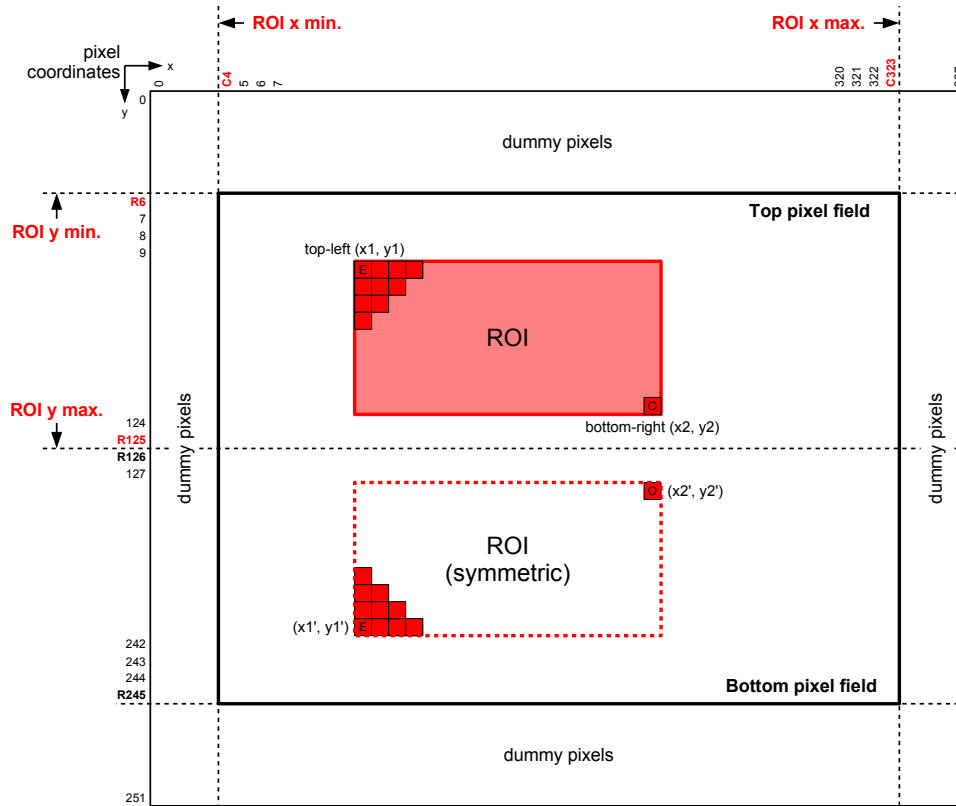 ROI x min.
ROI x max.
pixel
coordinates
x
y
0
C4
5
6
7
320
321
322
C323
0
dummy pixels
R6
7
8
9
ROI y min.
Top pixel field
top-left (x1, y1)
E
ROI
O
bottom-right (x2, y2)
ROI y max.
124
R125
R126
127
dummy pixels
dummy pixels
O
(x2', y2')
ROI
(symmetric)
(x1', y1')
E
242
243
244
R245
Bottom pixel field
dummy pixels
251